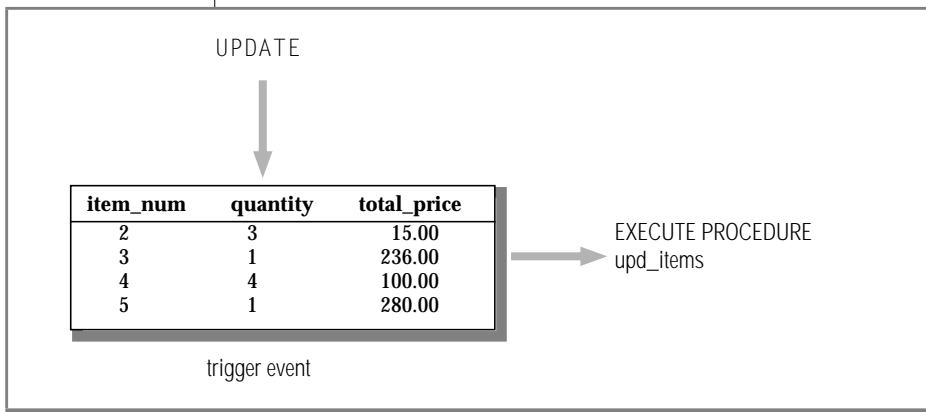 UPDATE
item_num quantity total_price
2 3 15.00
3 1 236.00
4 4 100.00
5 1 280.00
EXECUTE PROCEDURE
upd_items
trigger event